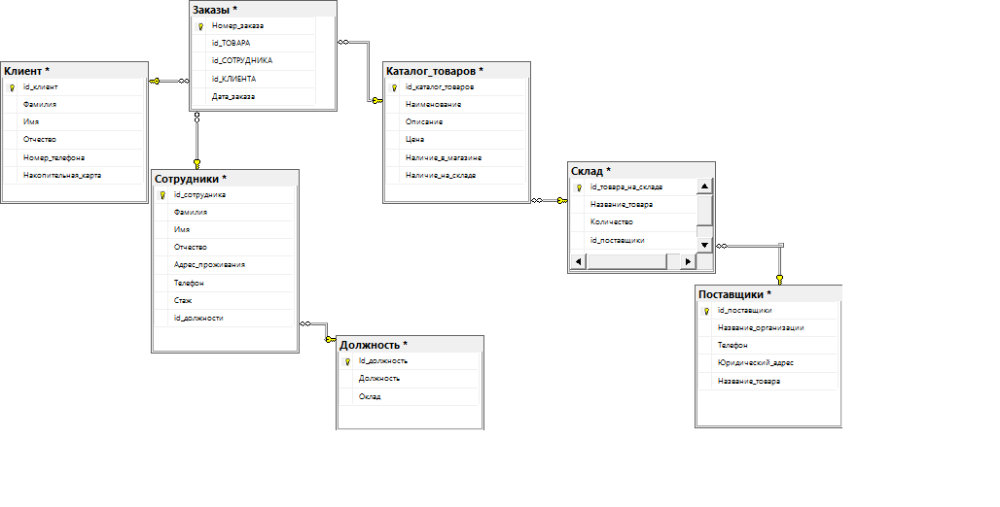 Заказы *
Номер_заказа
id_ТОВАРА
id_СОТРУДНИКА
id_КЛИЕНТА
Дата_заказа
Клиент *
id_клиент
Фамилия
Имя
Отчество
Номер_телефона
Накопительная_карта
Каталог_товаров *
id_каталог_товаров
Наименование
Описание
Цена
Наличие_в_магазине
Наличие_на_складе
Сотрудники *
id_сотрудника
Фамилия
Имя
Отчество
Адрес_проживания
Телефон
Стаж
id_должности
Склад *
id_товара_на_складе
Название_товара
Количество
id_поставщики
Поставщики *
id_поставщики
Название_организации
Телефон
Юридический_адрес
Название_товара
Должность *
Id_должность
Должность
Оклад